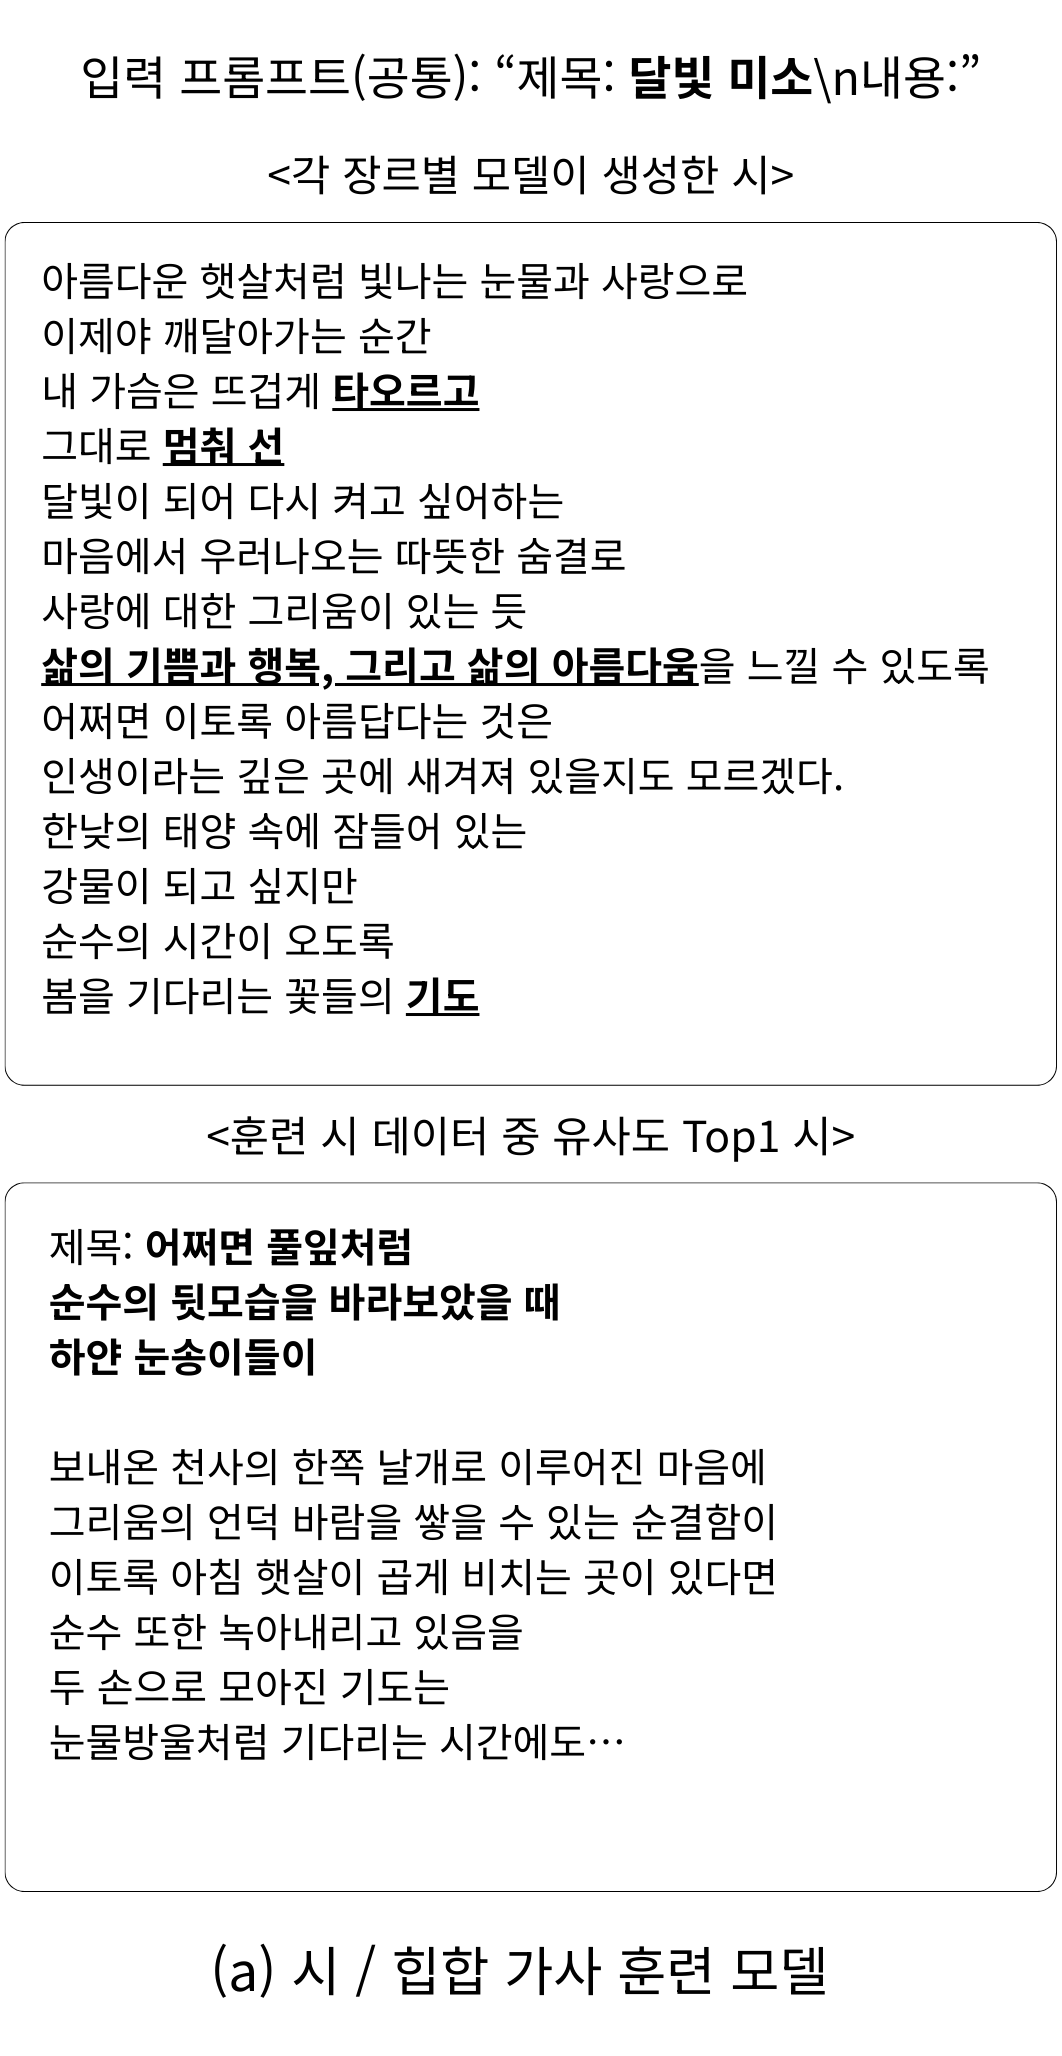 입력 프롬프트(공통): “제목: 달빛 미소\n내용:”
<각 장르별 모델이 생성한 시>
아름다운 햇살처럼 빛나는 눈물과 사랑으로
이제야 깨달아가는 순간
내 가슴은 뜨겁게 타오르고
그대로 멈춰 선
달빛이 되어 다시 켜고 싶어하는
마음에서 우러나오는 따뜻한 숨결로
사랑에 대한 그리움이 있는 듯
삶의 기쁨과 행복, 그리고 삶의 아름다움을 느낄 수 있도록
어쩌면 이토록 아름답다는 것은
인생이라는 깊은 곳에 새겨져 있을지도 모르겠다.
한낮의 태양 속에 잠들어 있는
강물이 되고 싶지만
순수의 시간이 오도록
봄을 기다리는 꽃들의 기도
<훈련 시 데이터 중 유사도 Top1 시>
제목: 어쩌면 풀잎처럼
순수의 뒷모습을 바라보았을 때
하얀 눈송이들이
보내온 천사의 한쪽 날개로 이루어진 마음에
그리움의 언덕 바람을 쌓을 수 있는 순결함이
이토록 아침 햇살이 곱게 비치는 곳이 있다면
순수 또한 녹아내리고 있음을
두 손으로 모아진 기도는
눈물방울처럼 기다리는 시간에도…
(a) 시 / 힙합 가사 훈련 모델